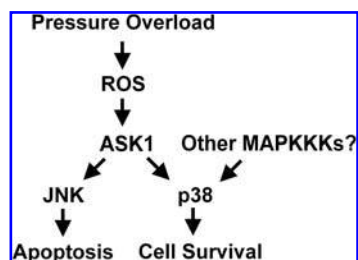 Pressure Overload
ROS
ASK1 Other MAPKKKs?
JNK p38
Apoptosis Cell Survival